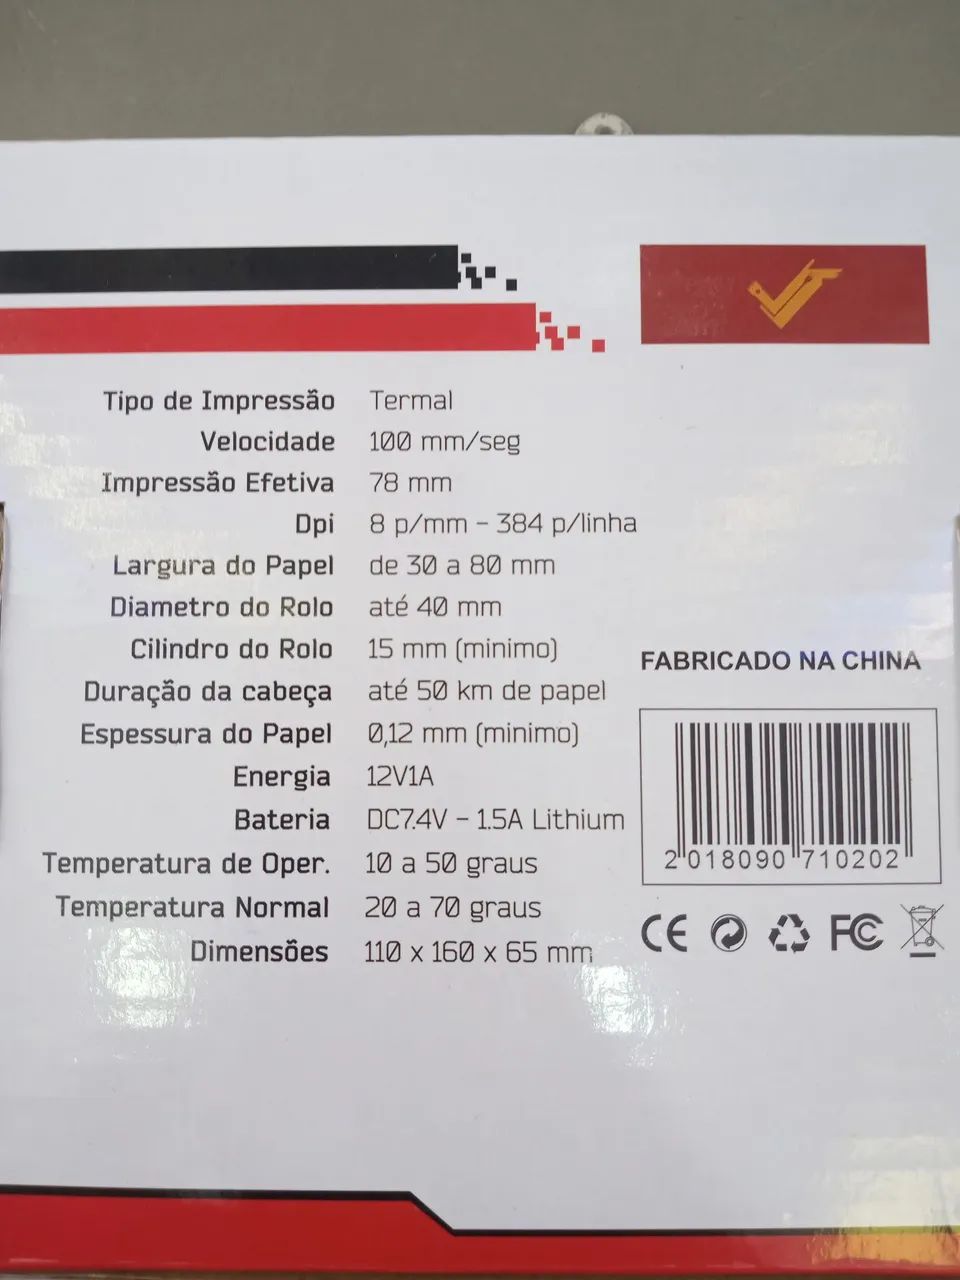 Tipo de Impressão Termal
Velocidade 100 mm/seg
Impressão Efetiva 78 mm
Dpi 8 p/mm - 384 p/linha
Largura do Papel de 30 a 80 mm
Diametro do Rolo até 40 mm
Cilindro do Rolo 15 mm (minimo)
Duração da cabeça até 50 km de papel
Espessura do Papel 0,12 mm (minimo)
Energia 12V1A
Bateria DC7.4V - 1.5A Lithium
Temperatura de Oper. 10 a 50 graus
Temperatura Normal 20 a 70 graus
Dimensões 110 x 160 x 65 mm
FABRICADO NA CHINA
2 018090 710202
CE FC